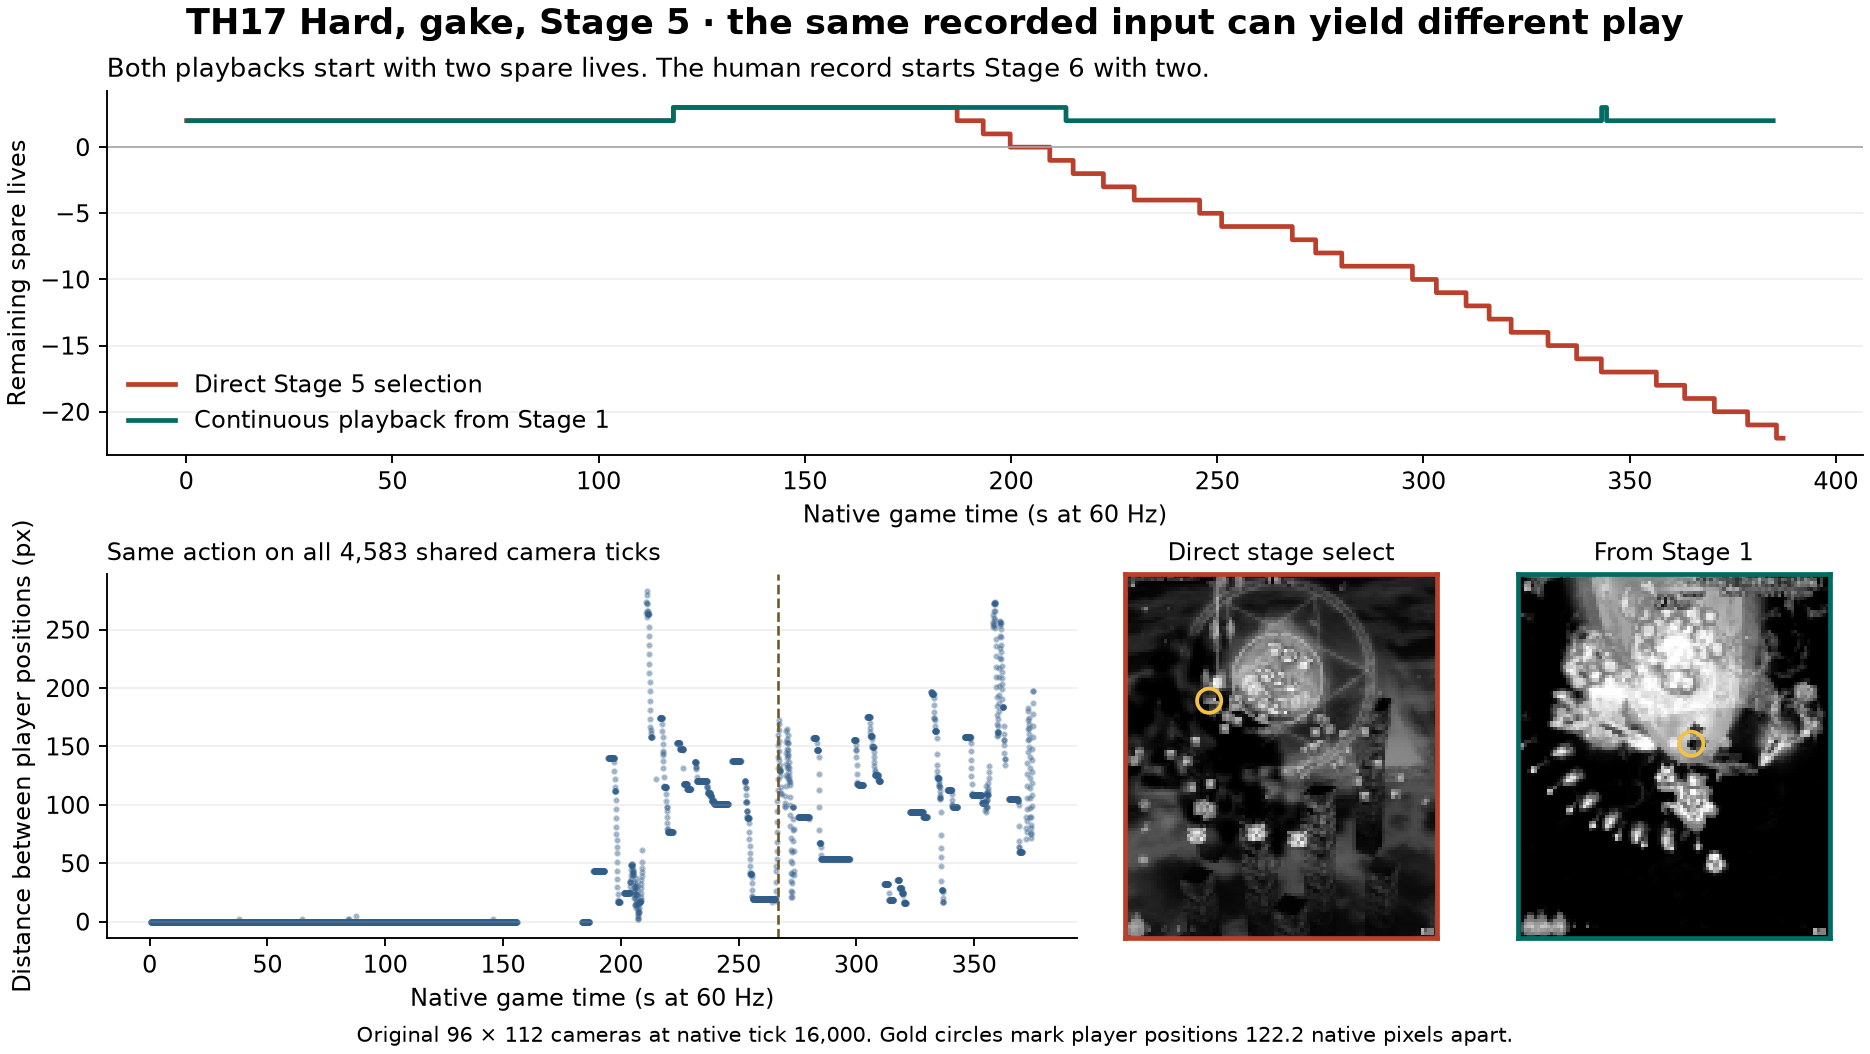 TH17 Hard, gake, Stage 5 · the same recorded input can yield different play
Both playbacks start with two spare lives. The human record starts Stage 6 with two.
Remaining spare lives
0
−5
−10
−15
−20
Direct Stage 5 selection
Continuous playback from Stage 1
0 50 100 150 200 250 300 350 400
Native game time (s at 60 Hz)
Same action on all 4,583 shared camera ticks
Distance between player positions (px)
250
200
150
100
50
0
0 50 100 150 200 250 300 350
Native game time (s at 60 Hz)
Direct stage select
From Stage 1
Original 96 × 112 cameras at native tick 16,000. Gold circles mark player positions 122.2 native pixels apart.